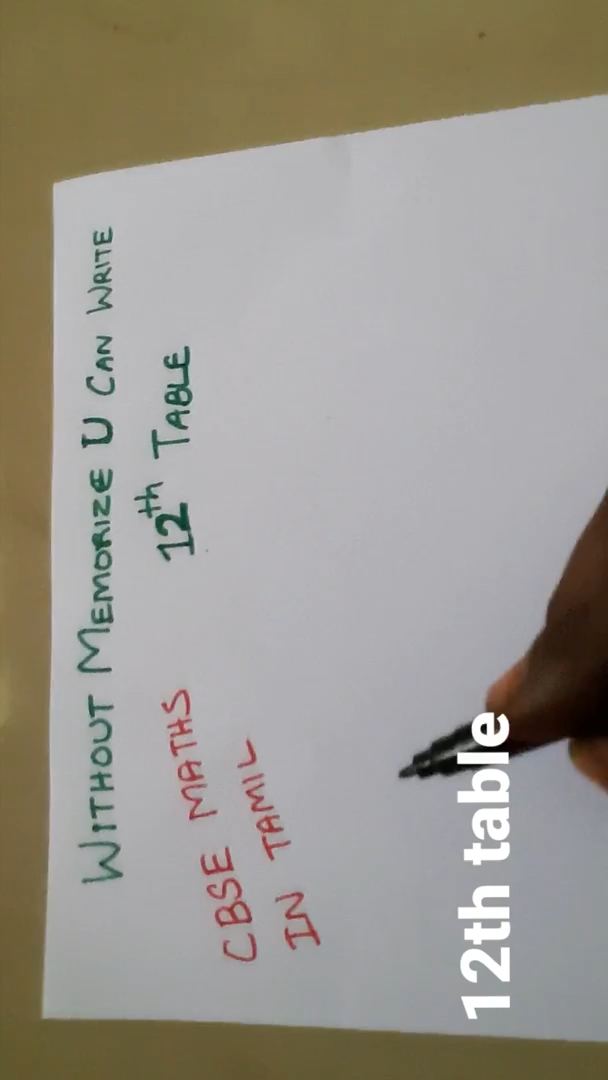 WITHOUT MEMORIZE U CAN WRITE
12th TABLE
CBSE MATHS
IN TAMIL
12th table